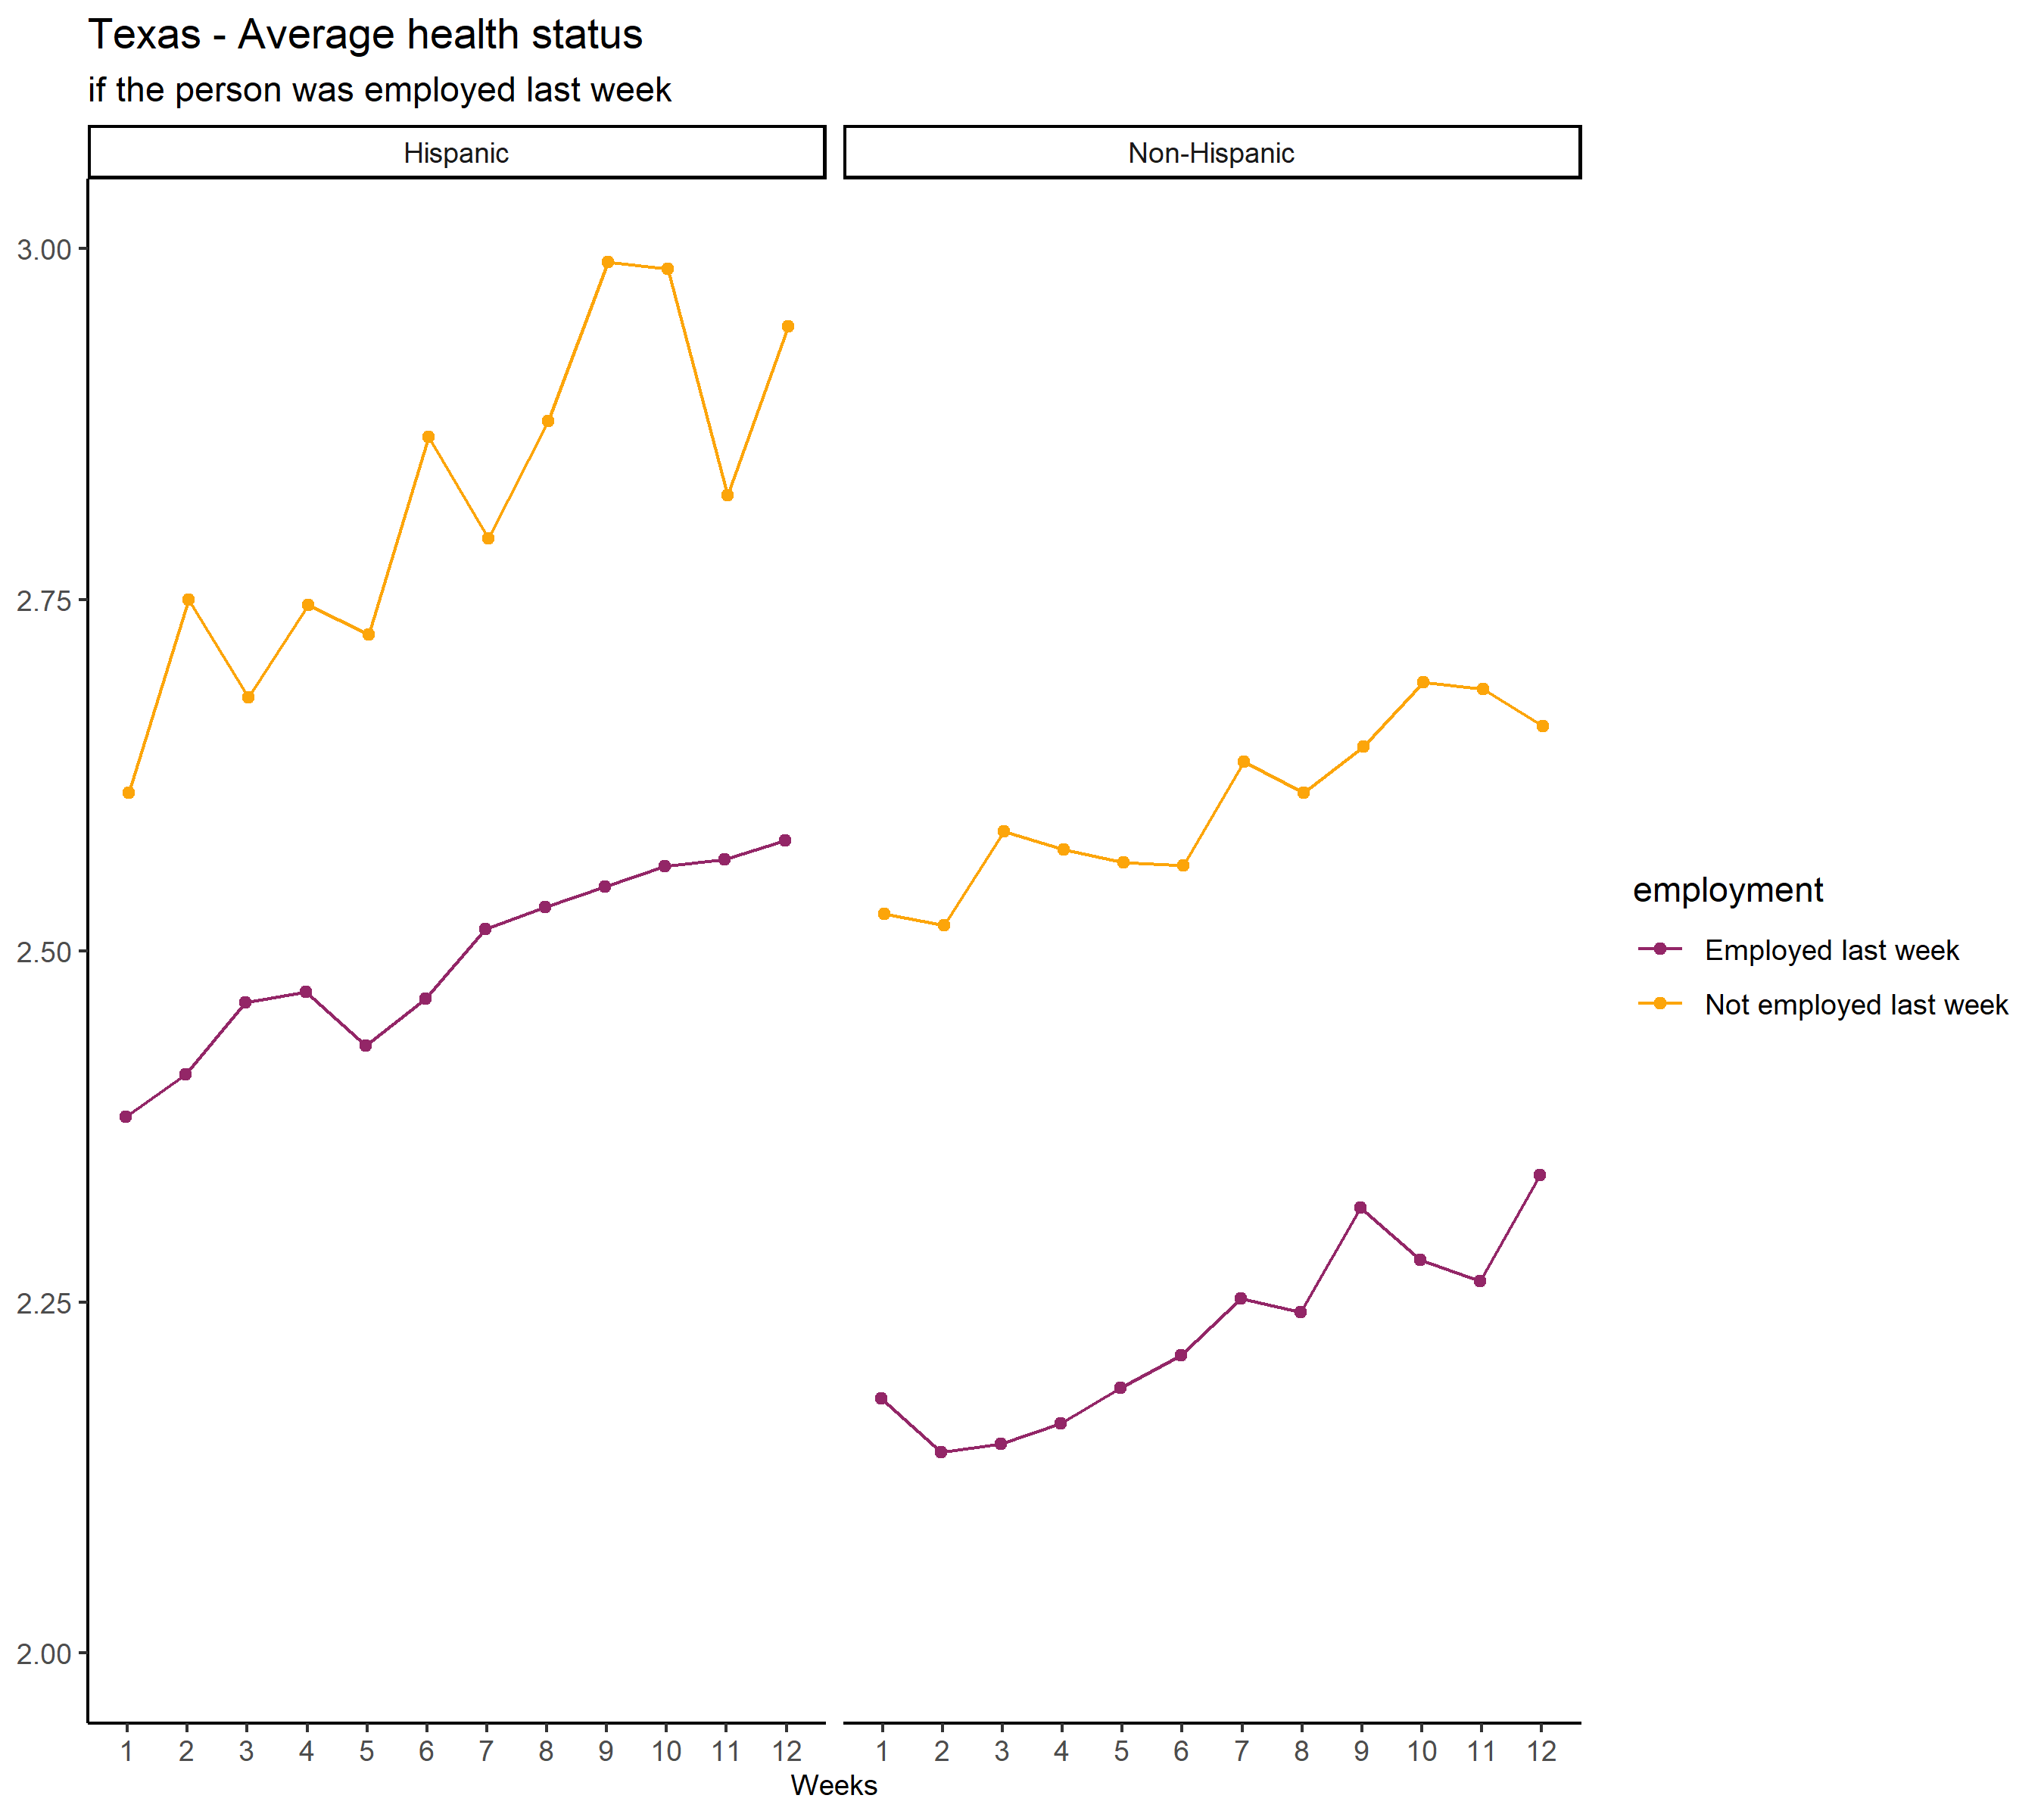 Texas - Average health status
if the person was employed last week
Hispanic
Non-Hispanic
3.00
2.75
2.50
2.25
2.00
1 2 3 4 5 6 7 8 9 10 11 12
1 2 3 4 5 6 7 8 9 10 11 12
Weeks
employment
Employed last week
Not employed last week